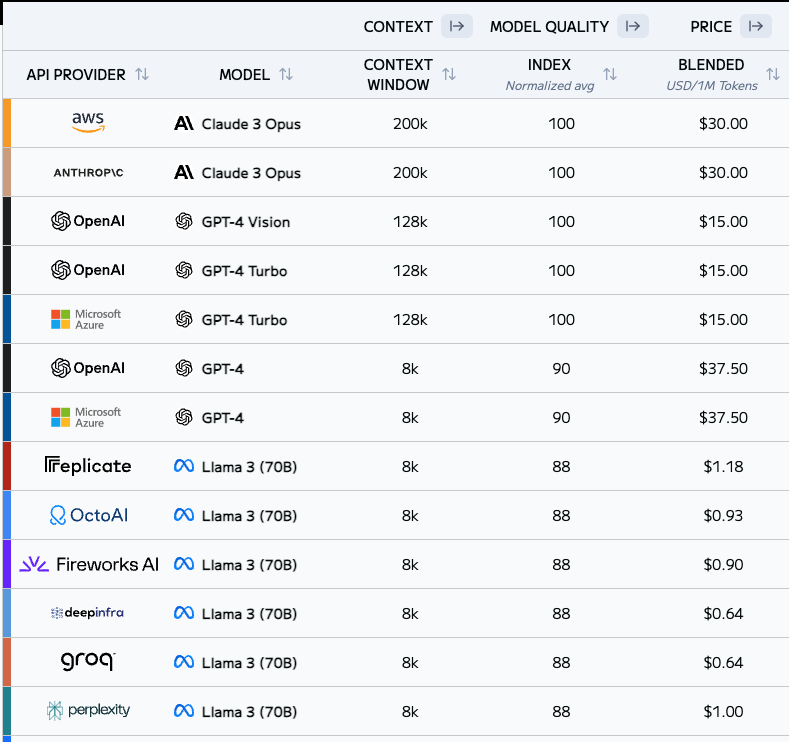 CONTEXT MODEL QUALITY PRICE
API PROVIDER MODEL CONTEXT WINDOW INDEX Normalized avg BLENDED USD/1M Tokens
aws Claude 3 Opus 200k 100 $30.00
ANTHROP\C Claude 3 Opus 200k 100 $30.00
OpenAI GPT-4 Vision 128k 100 $15.00
OpenAI GPT-4 Turbo 128k 100 $15.00
Microsoft Azure GPT-4 Turbo 128k 100 $15.00
OpenAI GPT-4 8k 90 $37.50
Microsoft Azure GPT-4 8k 90 $37.50
replicate Llama 3 (70B) 8k 88 $1.18
OctoAI Llama 3 (70B) 8k 88 $0.93
Fireworks AI Llama 3 (70B) 8k 88 $0.90
deepinfra Llama 3 (70B) 8k 88 $0.64
groq Llama 3 (70B) 8k 88 $0.64
perplexity Llama 3 (70B) 8k 88 $1.00